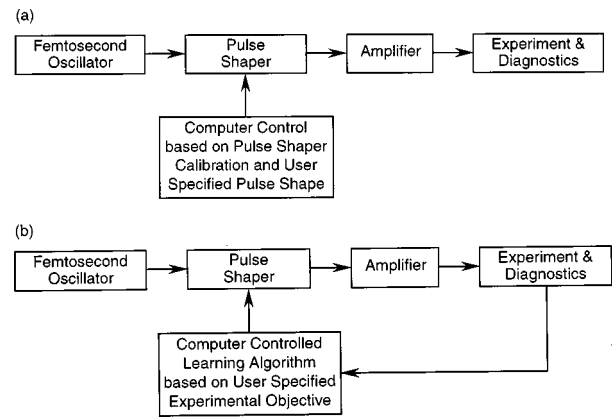 (a)
Femtosecond
Oscillator
Pulse
Shaper
Amplifier
Experiment &
Diagnostics
Computer Control
based on Pulse Shaper
Calibration and User
Specified Pulse Shape
(b)
Femtosecond
Oscillator
Pulse
Shaper
Amplifier
Experiment &
Diagnostics
Computer Controlled
Learning Algorithm
based on User Specified
Experimental Objective